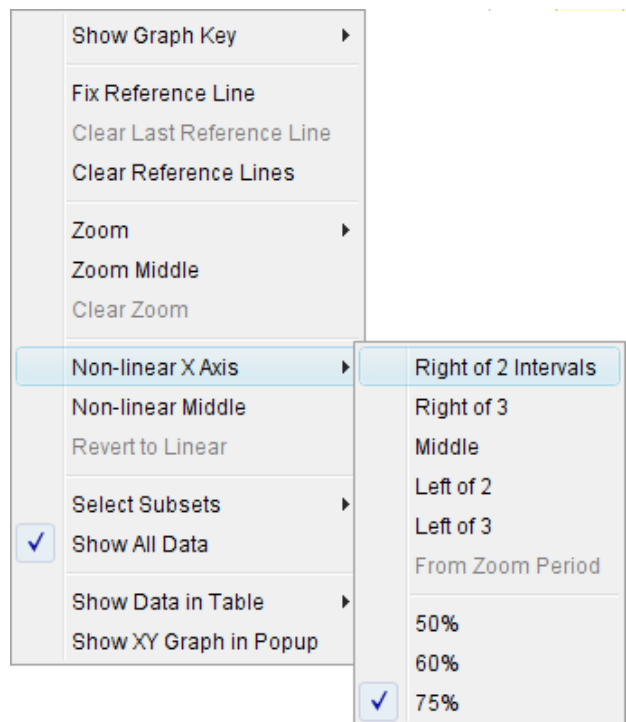 Show Graph Key
Fix Reference Line
Clear Last Reference Line
Clear Reference Lines
Zoom
Zoom Middle
Clear Zoom
Non-linear X Axis
Non-linear Middle
Revert to Linear
Select Subsets
Show All Data
Show Data in Table
Show XY Graph in Popup
Right of 2 Intervals
Right of 3
Middle
Left of 2
Left of 3
From Zoom Period
50%
60%
75%